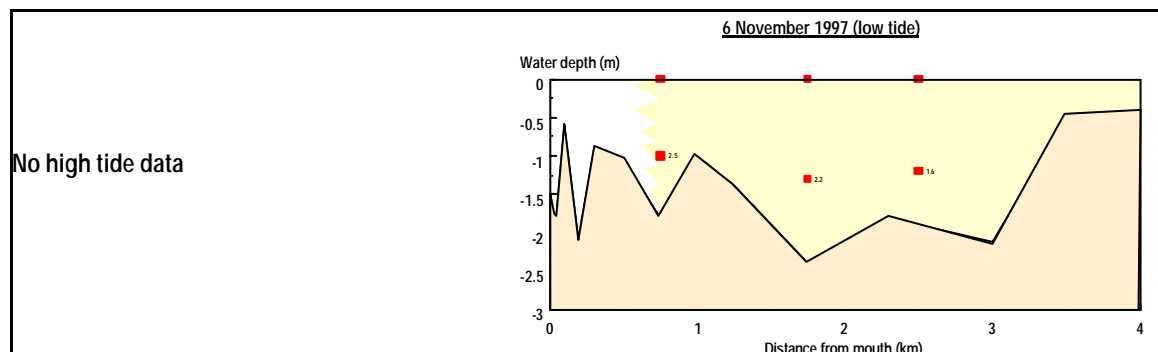 No high tide data
6 November 1997 (low tide)
Water depth (m)
0
-0.5
-1
-1.5
-2
-2.5
-3
2.5
2.2
1.6
0 1 2 3 4
Distance from mouth (km)